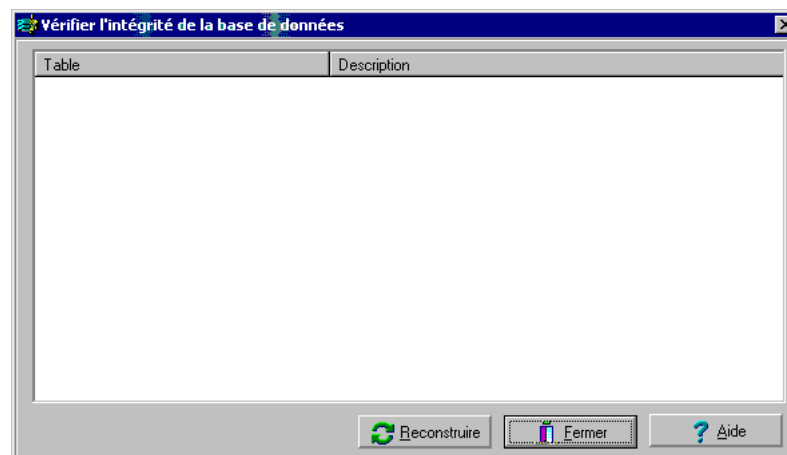 Vérifier l'intégrité de la base de données
Table Description
Reconstruire Fermer Aide